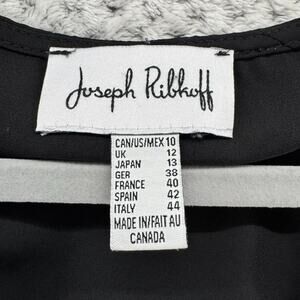 Joseph Ribkoff
CAN/US/MEX 10
UK 12
JAPAN 13
GER 38
FRANCE 40
SPAIN 42
ITALY 44
MADE IN/FAIT AU
CANADA